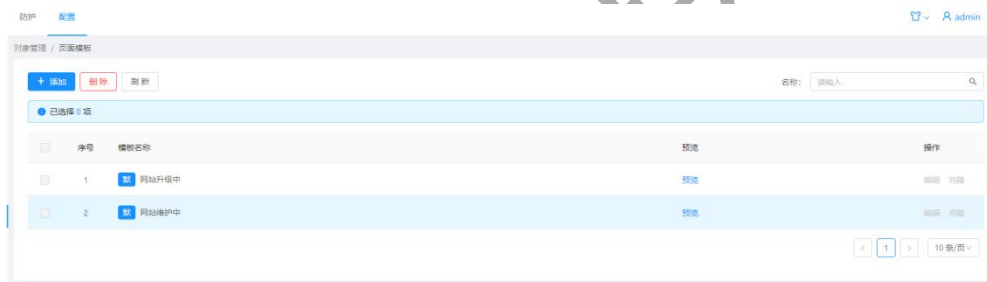 防护 配置 admin
对象管理 / 页面模板
+ 添加 删除 刷新 名称: 请输入
已选择 0 项
序号 模板名称 预览 操作
1 默 网站升级中 预览 编辑 克隆
2 默 网站维护中 预览 编辑 克隆
< 1 > 10 条/页